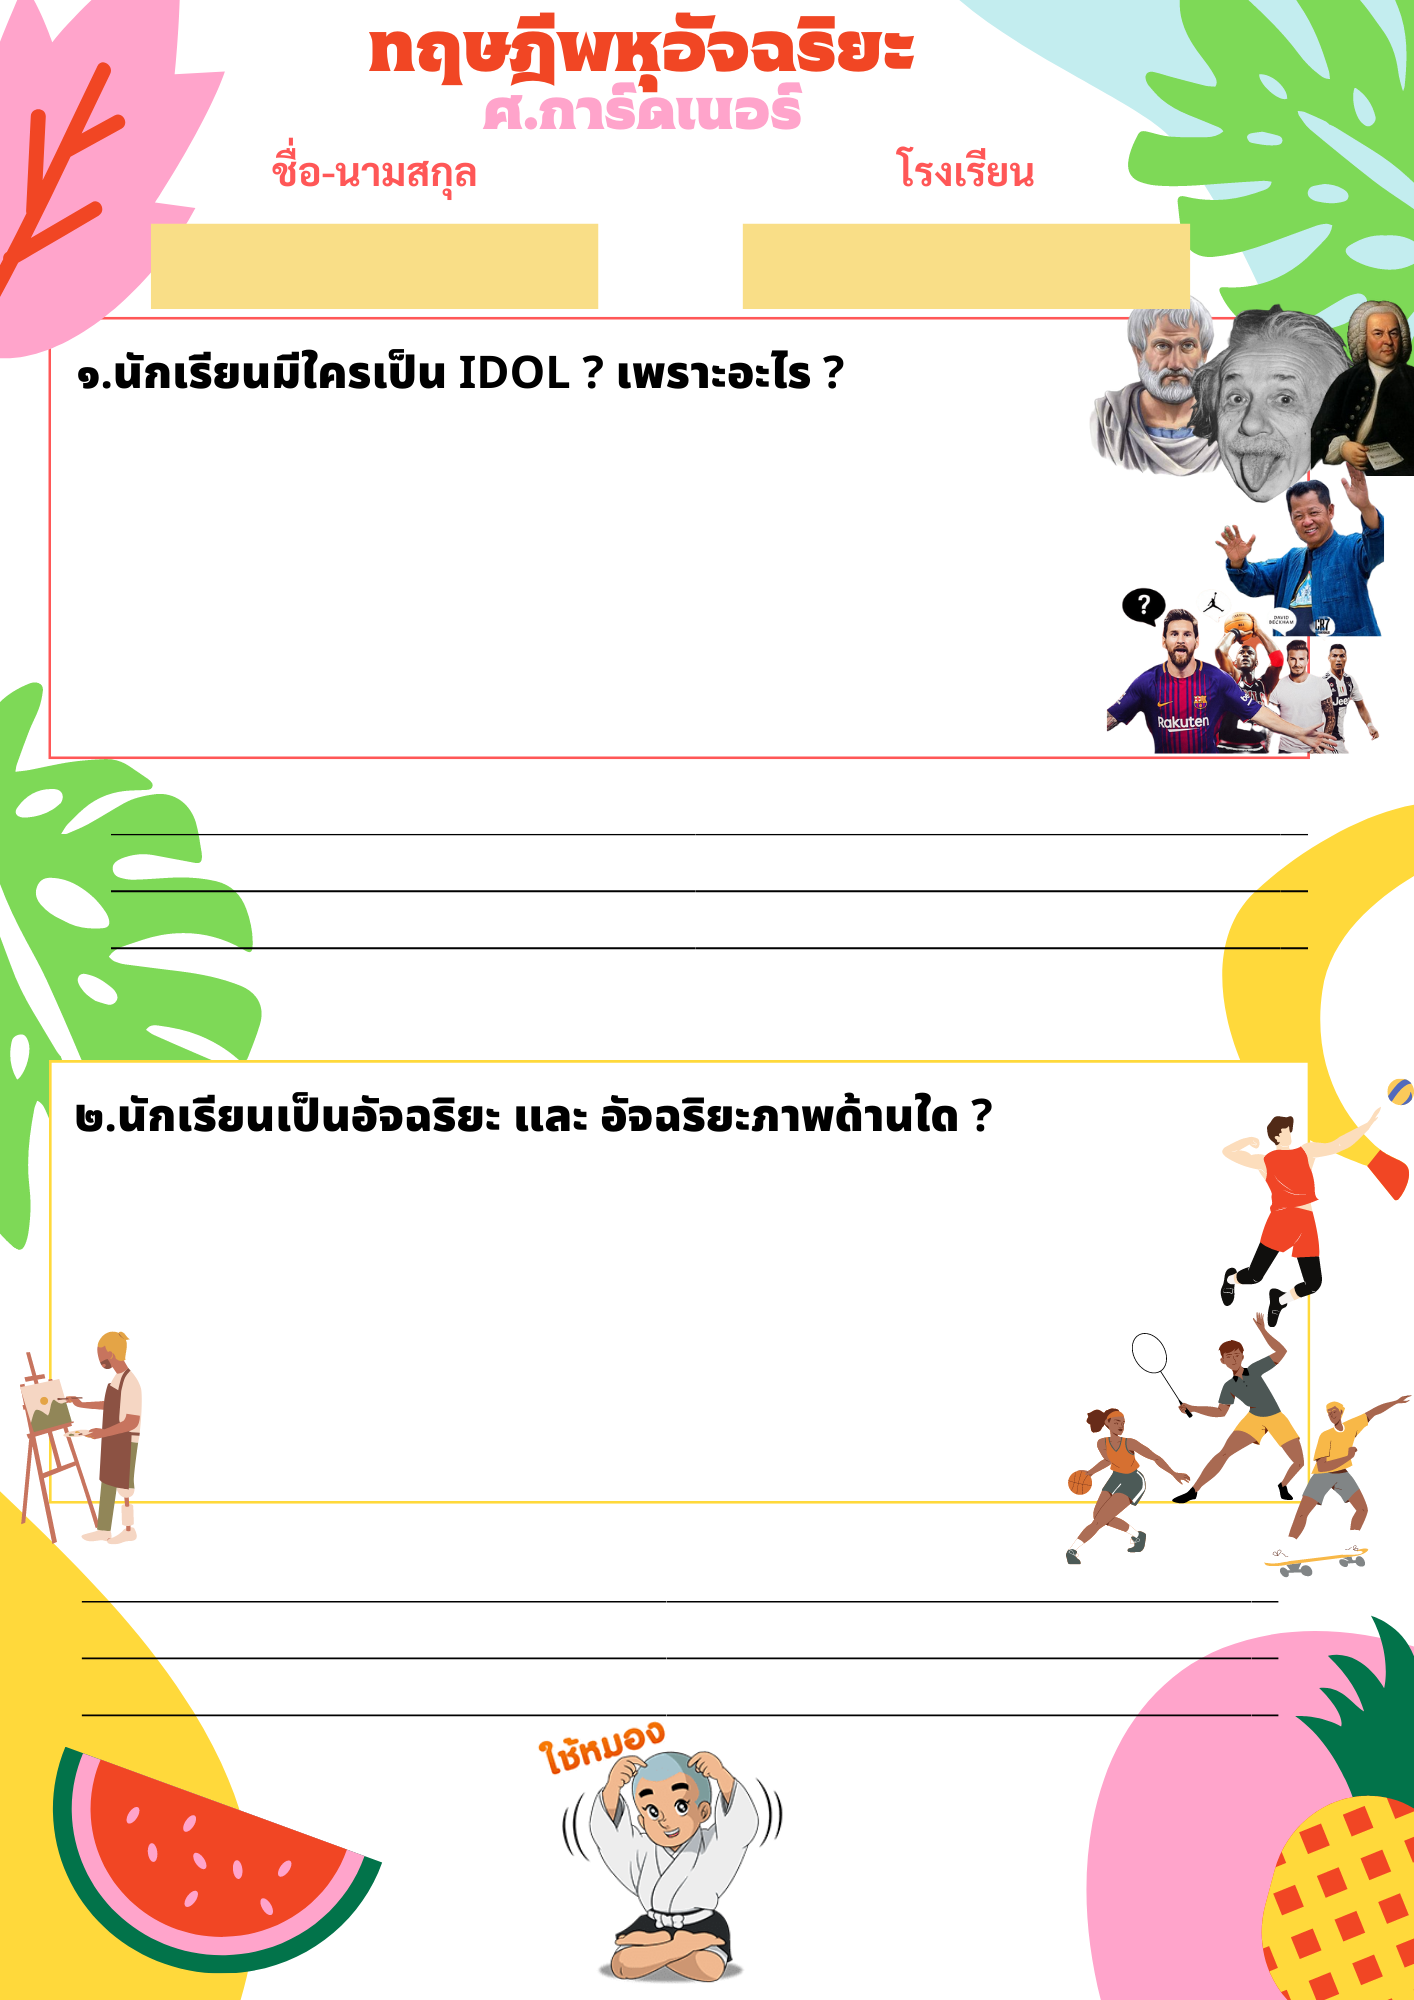 ทฤษฎีพหุอัจฉริยะ
ศ.การ์ดเนอร์
ชื่อ-นามสกุล
โรงเรียน
๑.นักเรียนมีใครเป็น IDOL ? เพราะอะไร ?
?
DAVID
BECKHAM
CR7
Rakuten
Jee
๒.นักเรียนเป็นอัจฉริยะ และ อัจฉริยะภาพด้านใด ?
ใช้หมอง